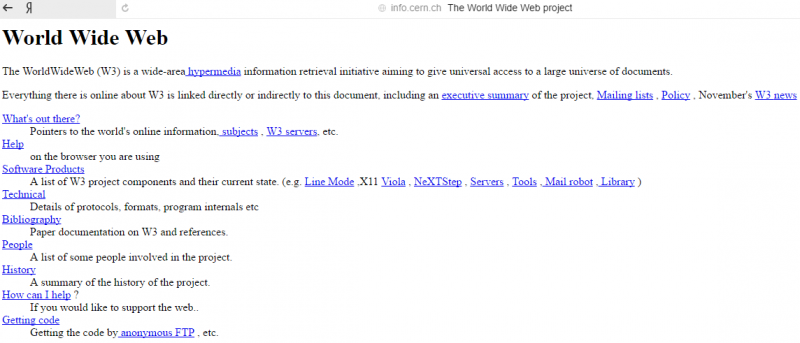 Я info.cern.ch The World Wide Web project
World Wide Web
The WorldWideWeb (W3) is a wide-area hypermedia information retrieval initiative aiming to give universal access to a large universe of documents.
Everything there is online about W3 is linked directly or indirectly to this document, including an executive summary of the project, Mailing lists , Policy , November's W3 news
What's out there?
Pointers to the world's online information, subjects , W3 servers, etc.
Help
on the browser you are using
Software Products
A list of W3 project components and their current state. (e.g. Line Mode ,X11 Viola , NeXTStep , Servers , Tools , Mail robot , Library )
Technical
Details of protocols, formats, program internals etc
Bibliography
Paper documentation on W3 and references.
People
A list of some people involved in the project.
History
A summary of the history of the project.
How can I help ?
If you would like to support the web..
Getting code
Getting the code by anonymous FTP , etc.